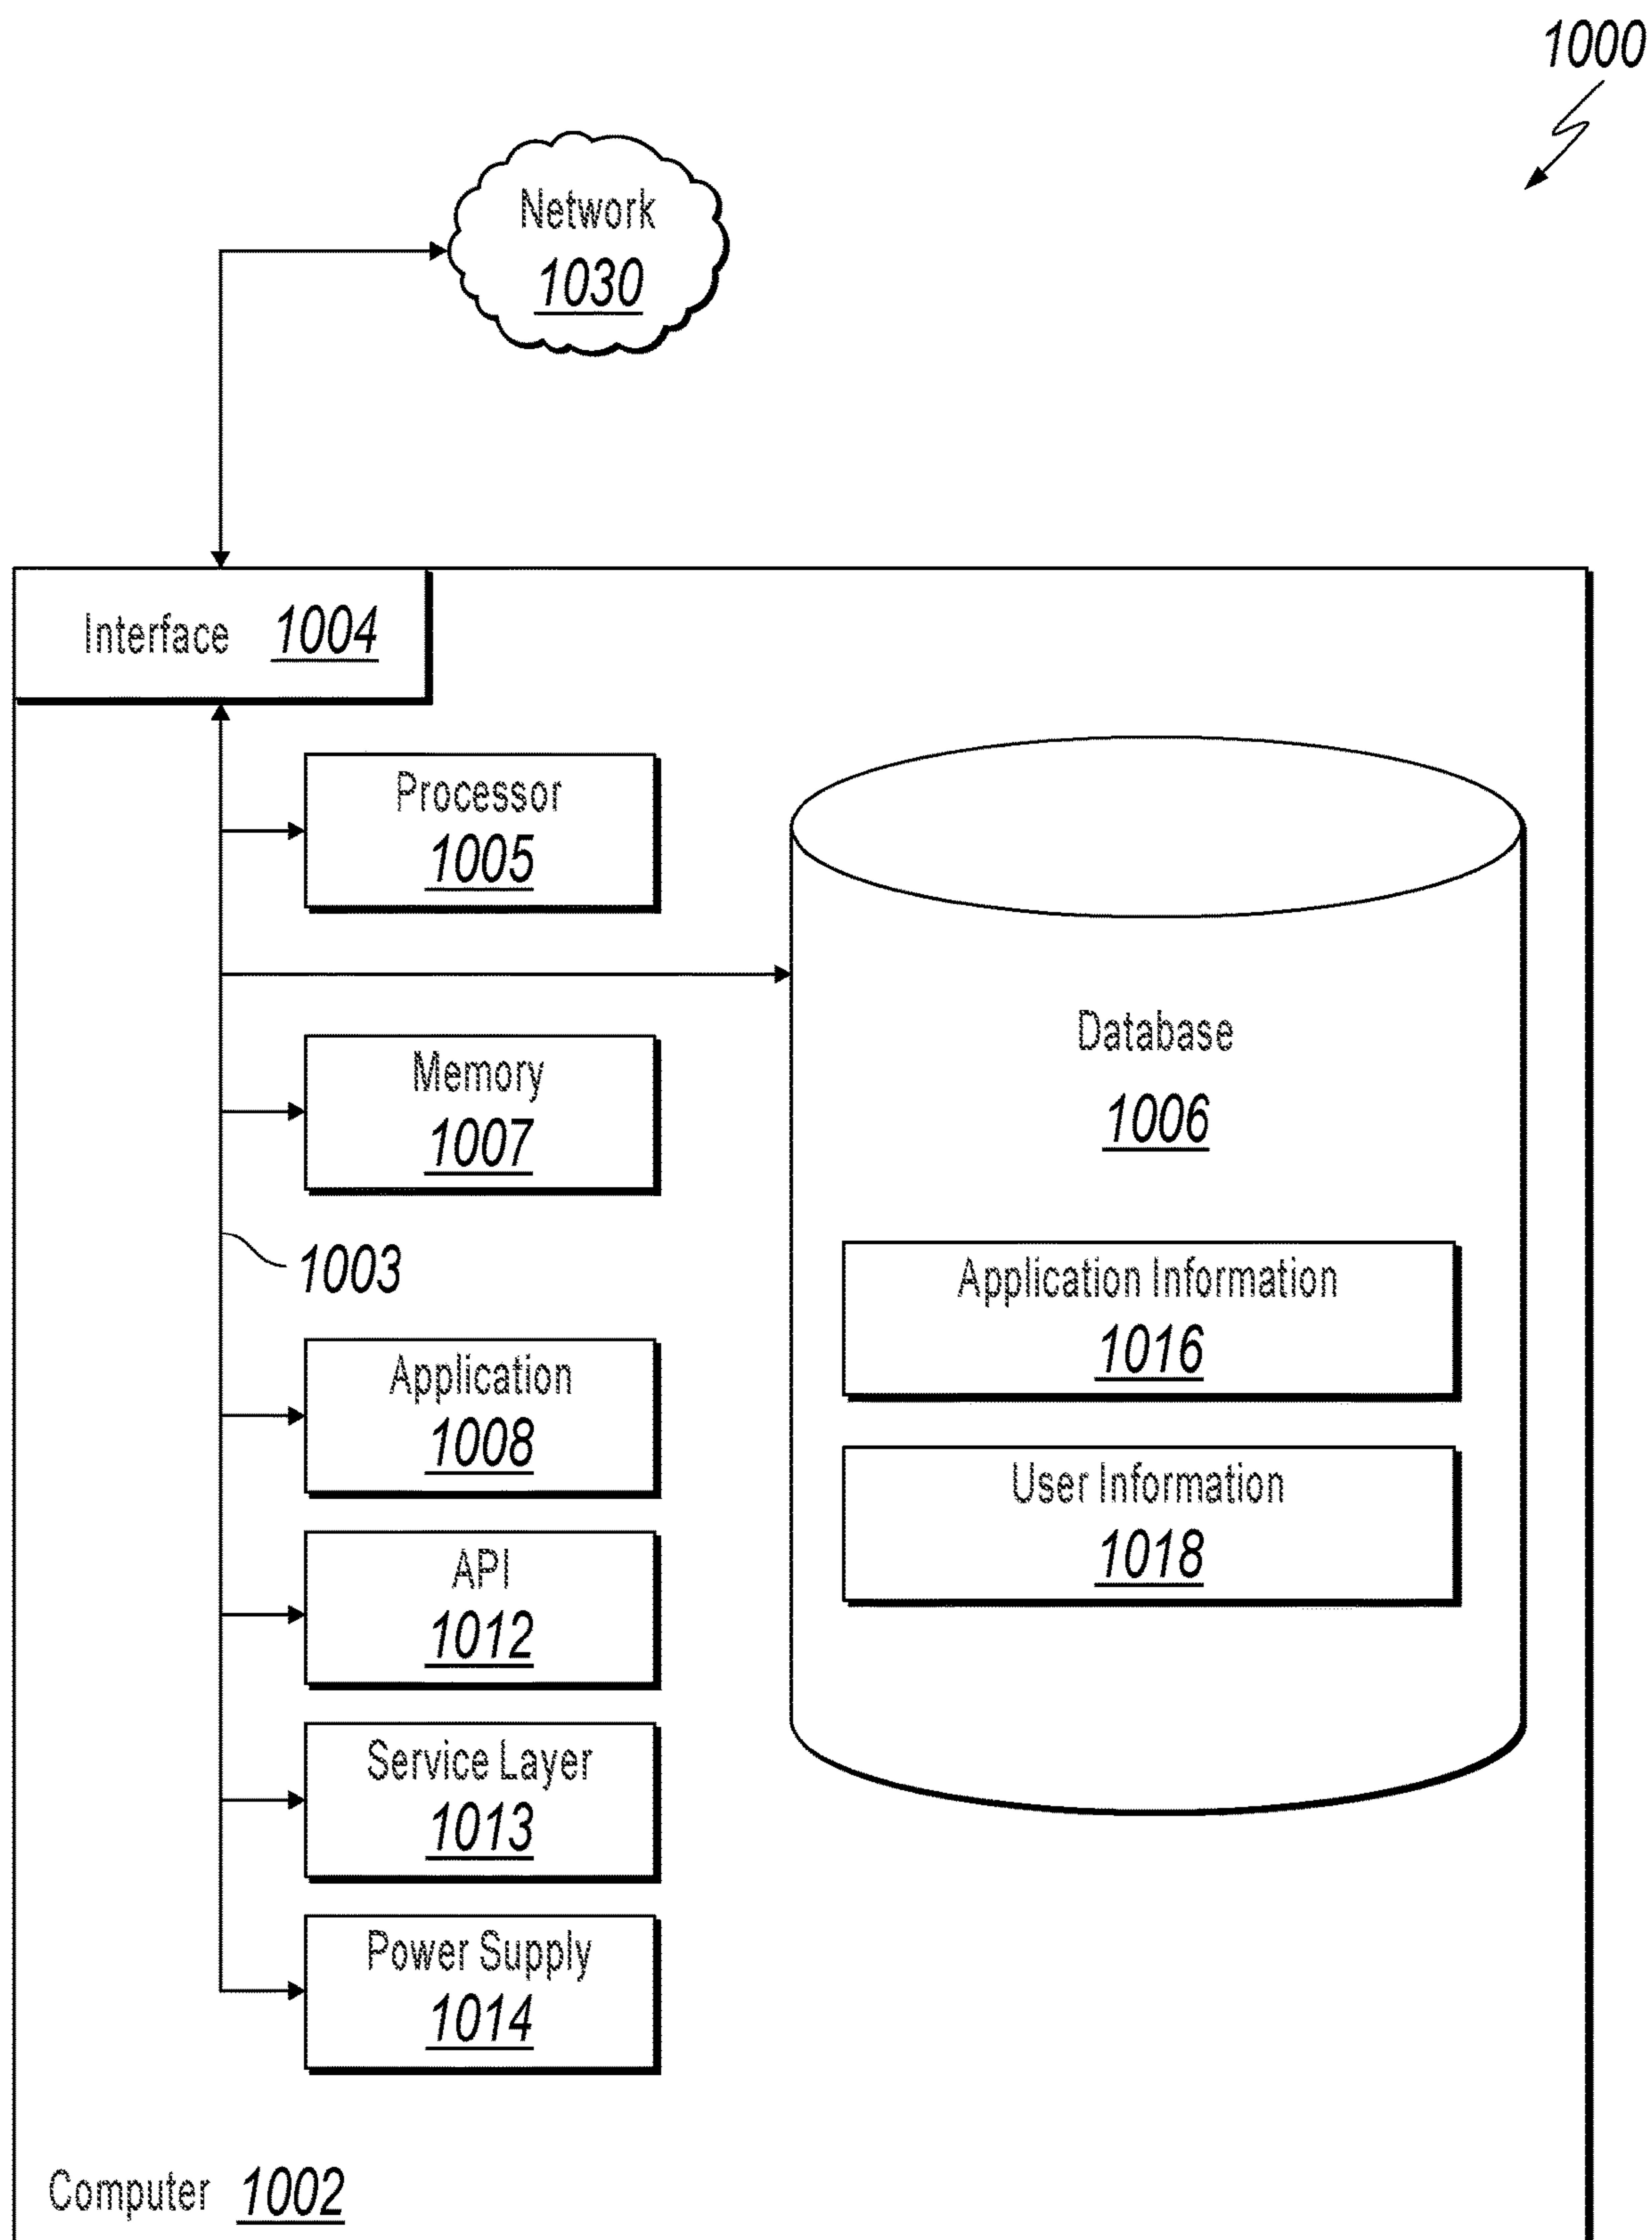 1000
Network
1030
Interface 1004
Processor
1005
Database
1006
Memory
1007
1003
Application Information
1016
Application
1008
User Information
1018
API
1012
Service Layer
1013
Power Supply
1014
Computer 1002